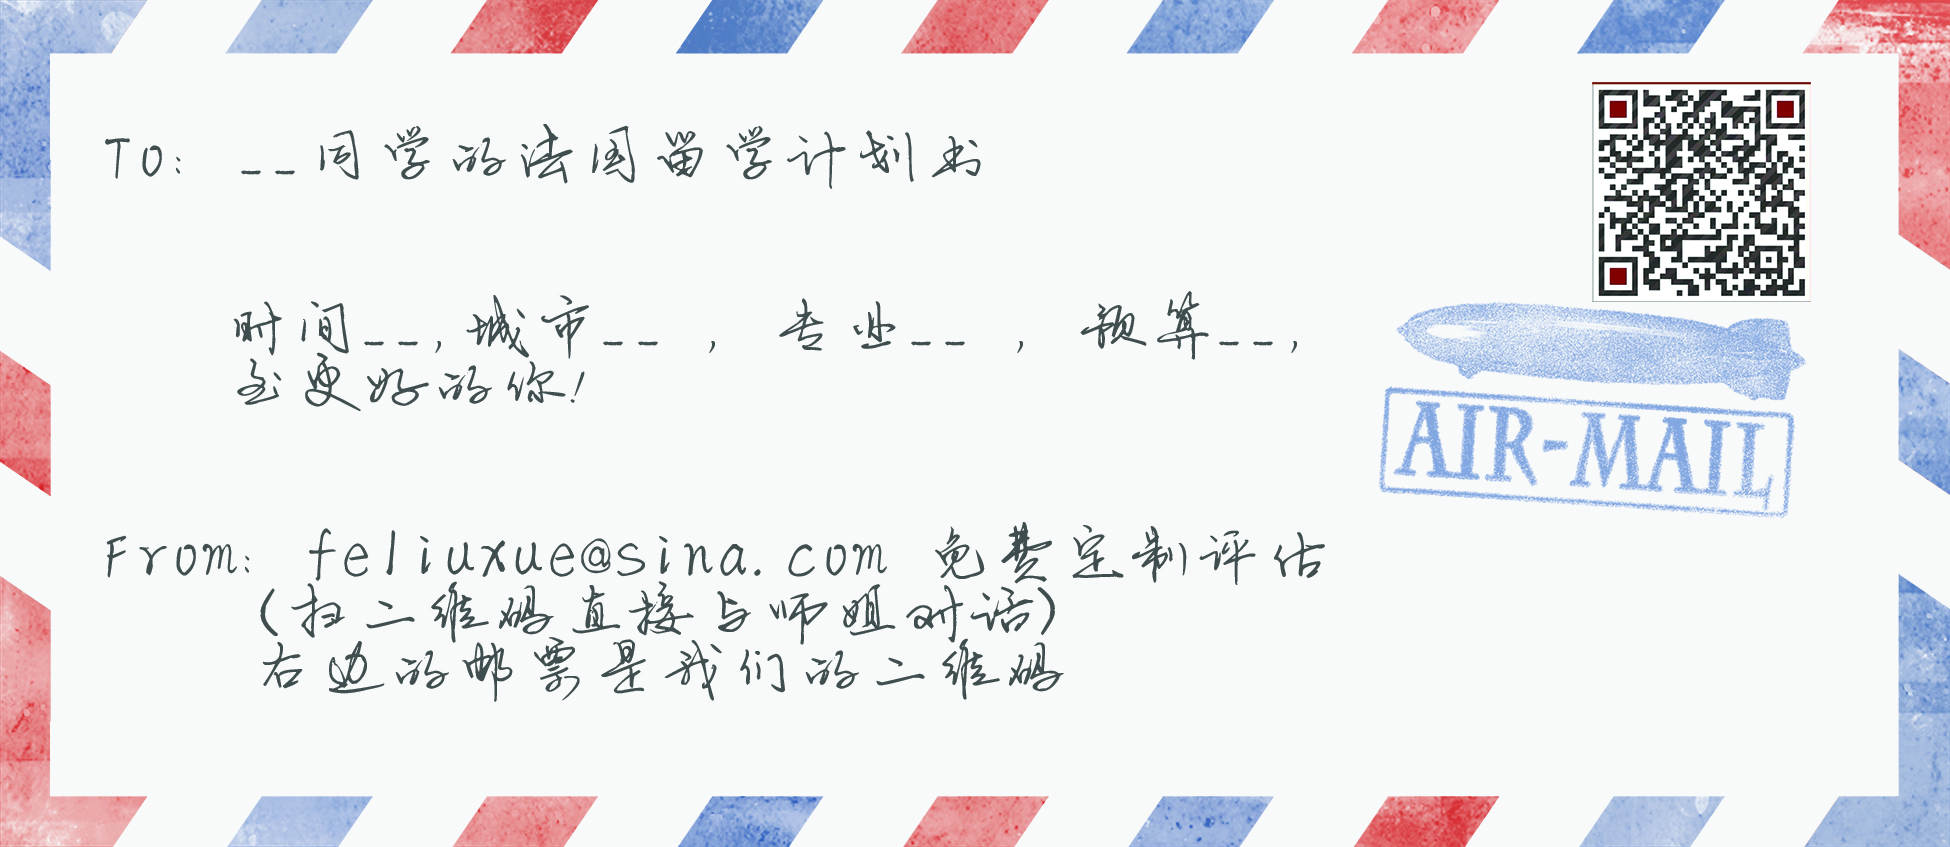 To: __同学的法国留学计划书
时间__, 城市__ , 专业__ , 预算__,
至更好的你!
AIR-MAIL
From: feliuxue@sina.com 免费定制评估
(扫二维码直接与师姐对话)
右边的邮票是我们的二维码